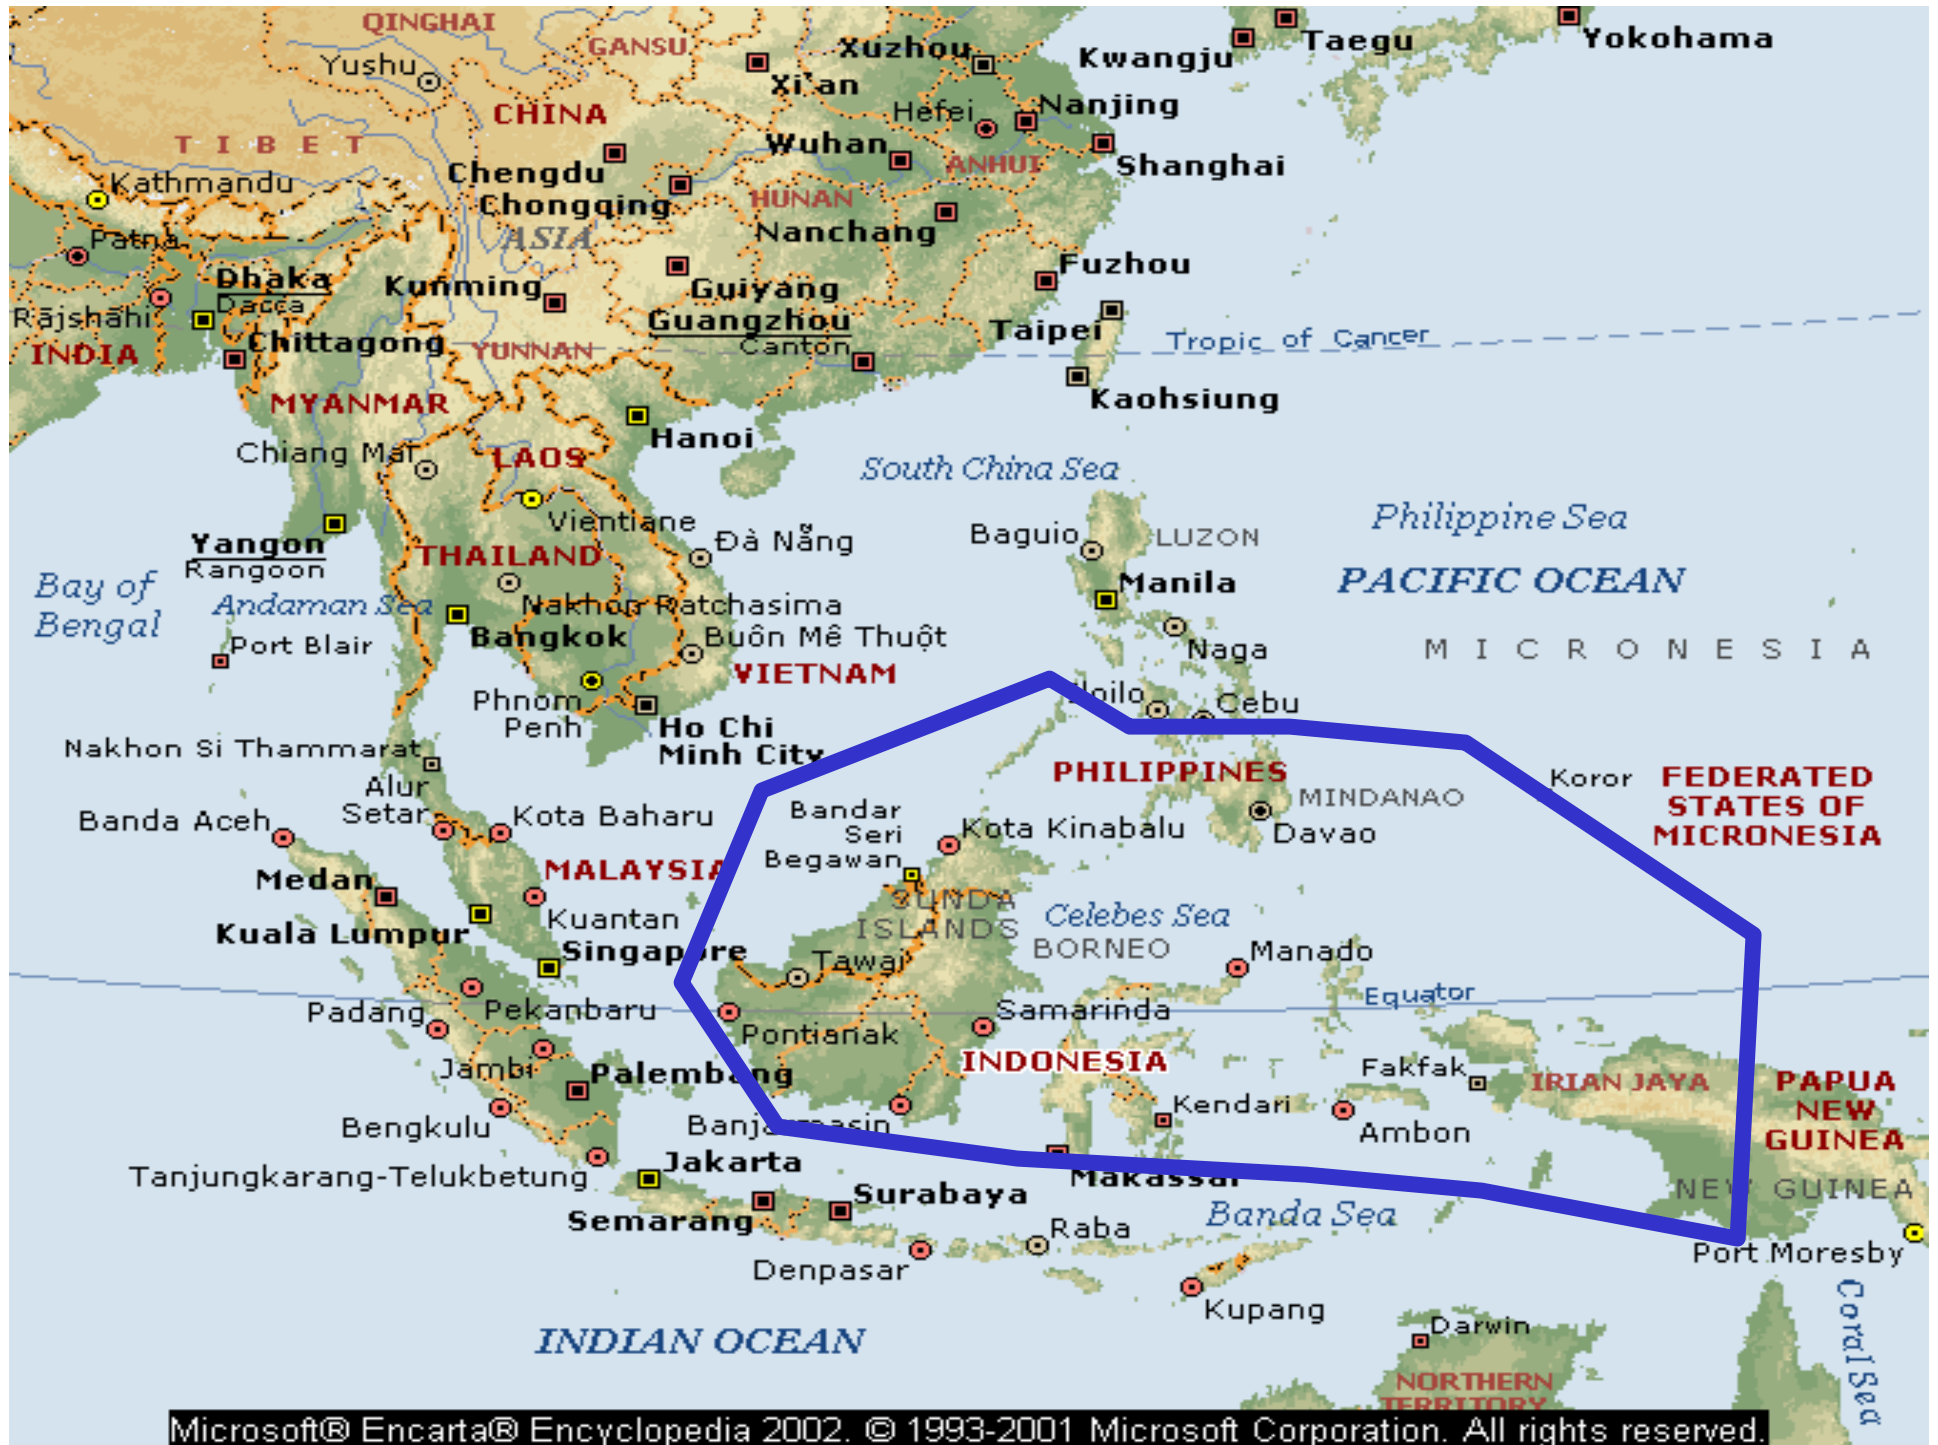 QINGHAI
GANSU
Xuzhou
Taegu
Yokohama
Kwangju
Yushu
Xi'an
CHINA
Hefei
Nanjing
TIBET
Wuhan
ANHUI
Shanghai
Chengdu
Kathmandu
Chongqing
HUNAN
Nanchang
ASIA
Patna
Fuzhou
Dhaka
Dacca
Kunming
Guiyang
Rājshāhi
Guangzhou
Canton
Taipei
Tropic of Cancer
INDIA
Chittagong
YUNNAN
MYANMAR
Kaohsiung
Hanoi
Chiang Mai
LAOS
South China Sea
Vientiane
Philippine Sea
Yangon
Rangoon
THAILAND
Đà Nẵng
Baguio
LUZON
Bay of
Bengal
Andaman Sea
Nakhon Ratchasima
Manila
PACIFIC OCEAN
Port Blair
Bangkok
Buôn Mê Thuột
Naga
MICRONESIA
VIETNAM
Phnom
Penh
Iloilo
Cebu
Ho Chi
Minh City
Nakhon Si Thammarat
PHILIPPINES
Koror
FEDERATED
STATES OF
MICRONESIA
Alur
Setar
MINDANAO
Banda Aceh
Kota Baharu
Bandar
Seri
Begawan
Kota Kinabalu
Davao
Medan
MALAYSIA
SUNDA
ISLANDS
Kuantan
Celebes Sea
Kuala Lumpur
Singapore
BORNEO
Manado
Tawai
Equator
Padang
Pekanbaru
Samarinda
Pontianak
Jambi
Palembang
INDONESIA
Fakfak
IRIAN JAYA
PAPUA
NEW
GUINEA
Bengkulu
Banjarmasin
Kendari
Ambon
Tanjungkarang-Telukbetung
Jakarta
Makassar
NEW GUINEA
Semarang
Surabaya
Banda Sea
Raba
Port Moresby
Denpasar
Kupang
Coral Sea
INDIAN OCEAN
Darwin
NORTHERN
TERRITORY
Microsoft® Encarta® Encyclopedia 2002. © 1993-2001 Microsoft Corporation. All rights reserved.